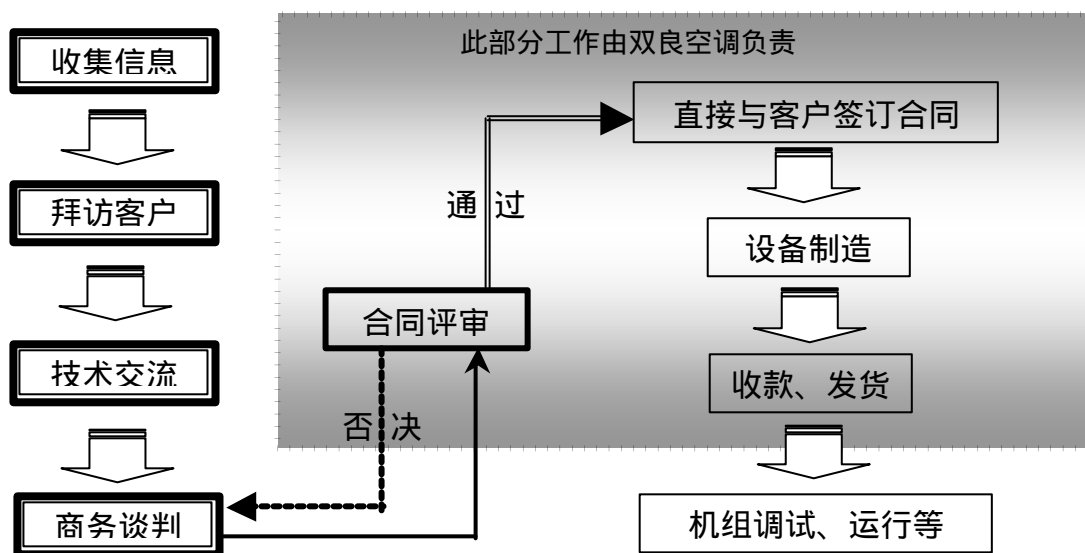 此部分工作由双良空调负责
收集信息
拜访客户
技术交流
商务谈判
合同评审
通过
否决
直接与客户签订合同
设备制造
收款、发货
机组调试、运行等